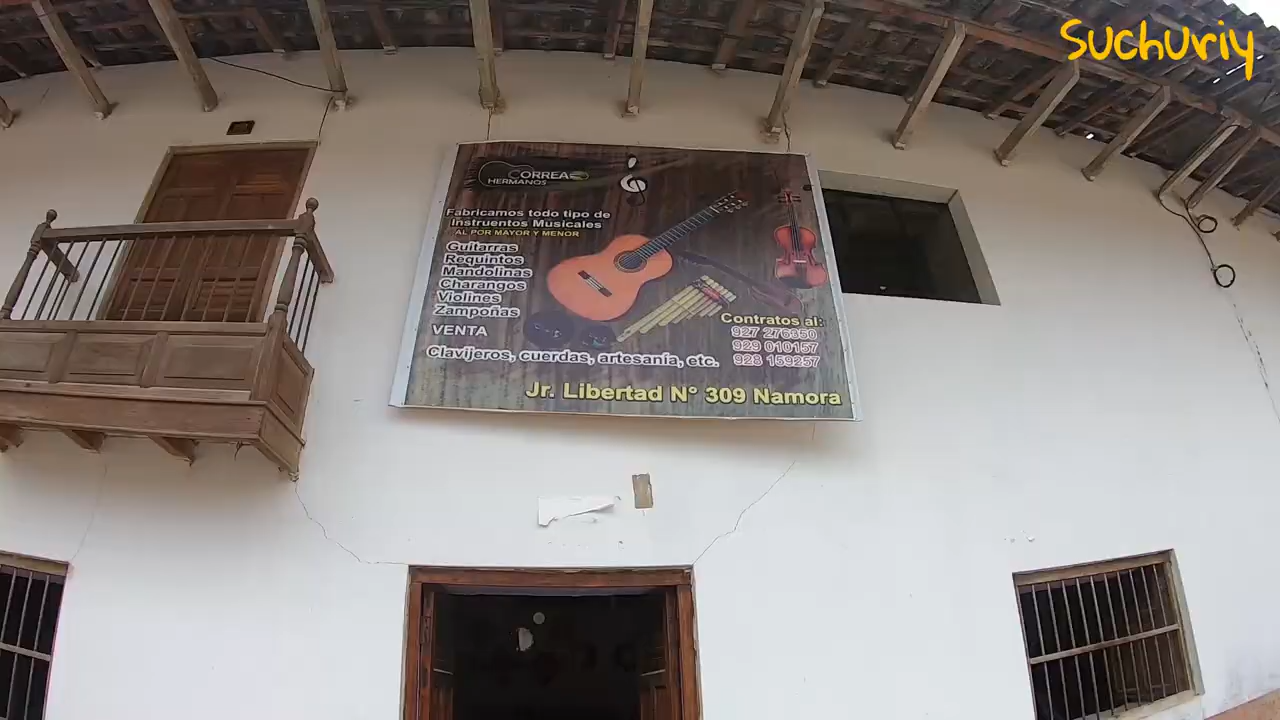 Suchuriy
CORREA
HERMANOS
Fabricamos todo tipo de
Instruentos Musicales
AL POR MAYOR Y MENOR
Guitarras
Requintos
Mandolinas
Charangos
Violines
Zampoñas
VENTA
Clavijeros, cuerdas, artesanía, etc.
Contratos al:
927 276350
929 010157
928 159257
Jr. Libertad N° 309 Namora